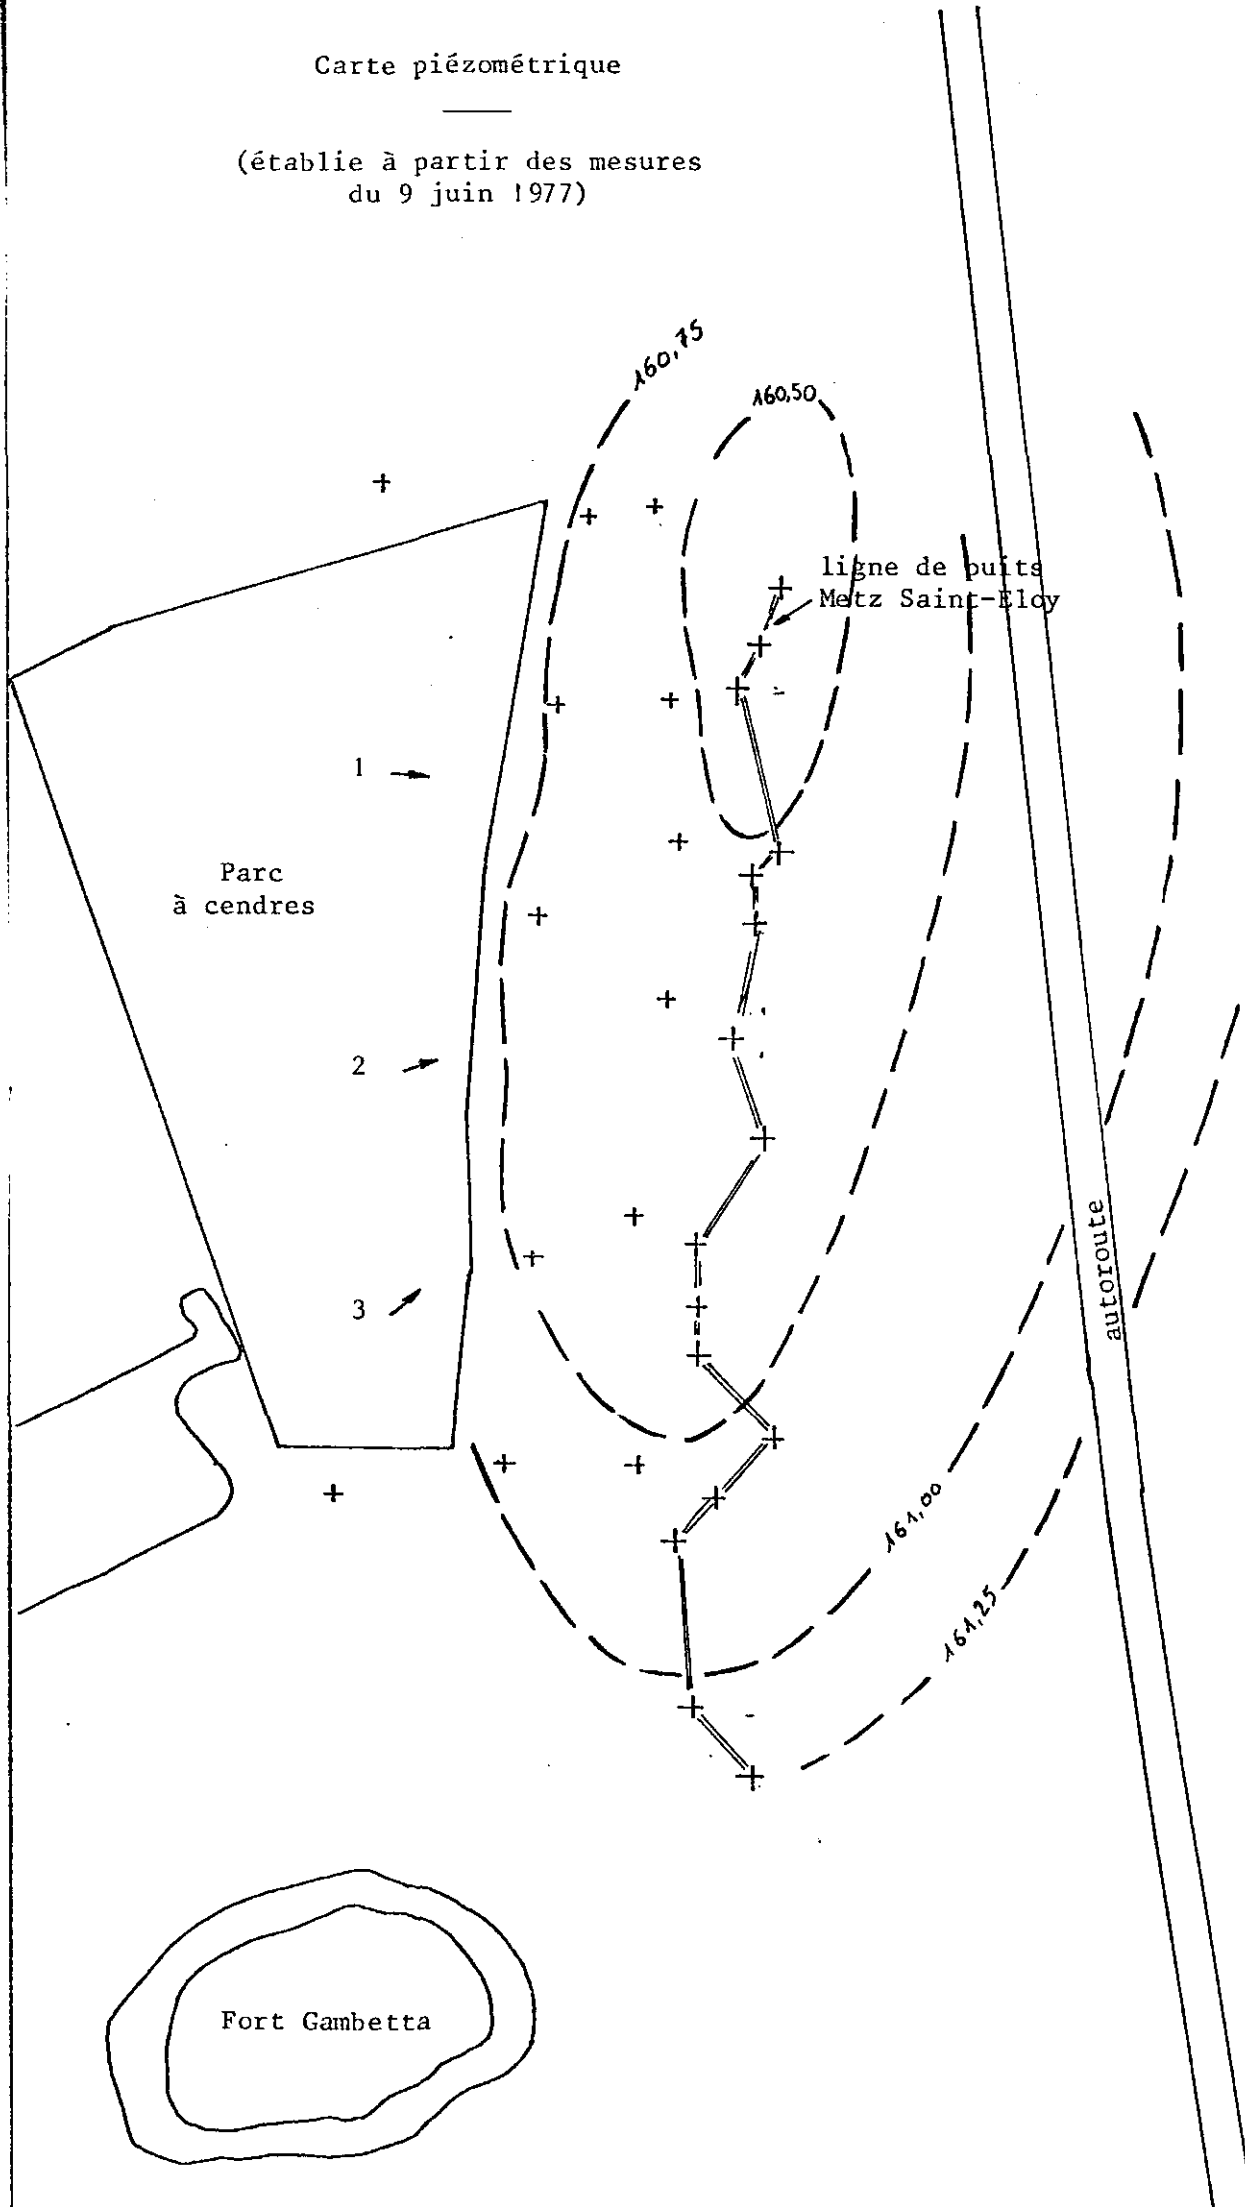 Carte piézométrique
(établie à partir des mesures
du 9 juin 1977)
160,75
160,50
ligne de puits
Metz Saint-Eloy
1
Parc
à cendres
2
autoroute
3
161,00
161,25
Fort Gambetta